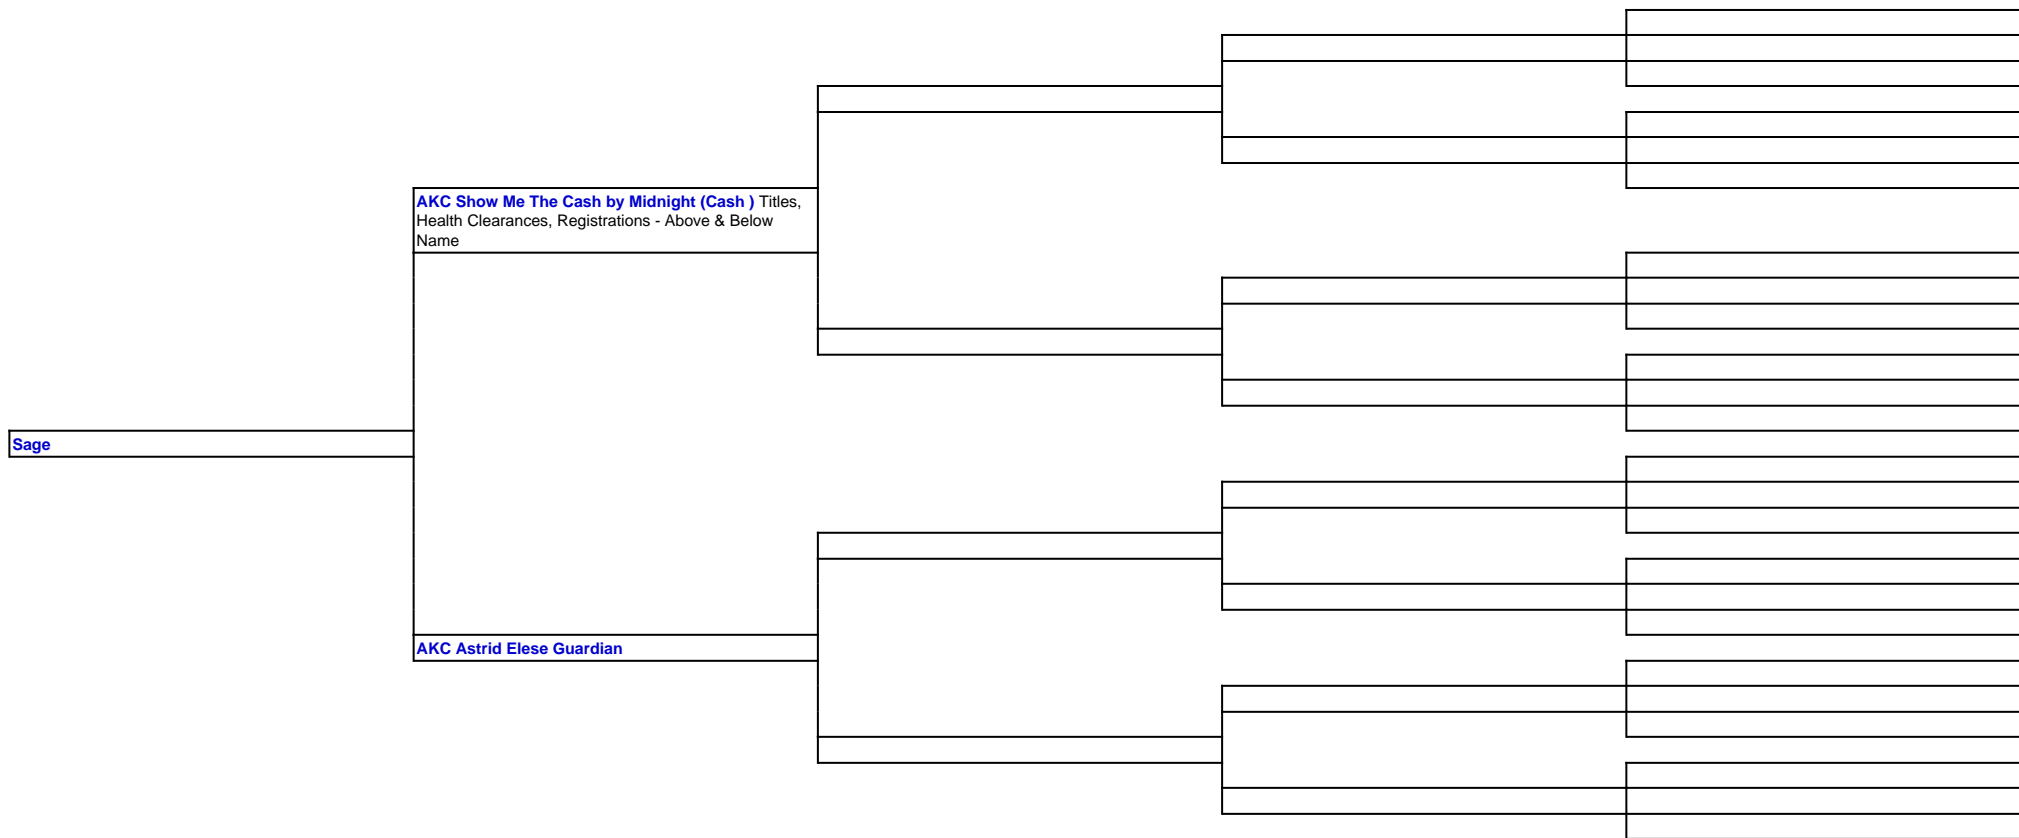 AKC Show Me The Cash by Midnight (Cash ) Titles,
Health Clearances, Registrations - Above & Below
Name
Sage
AKC Astrid Elese Guardian